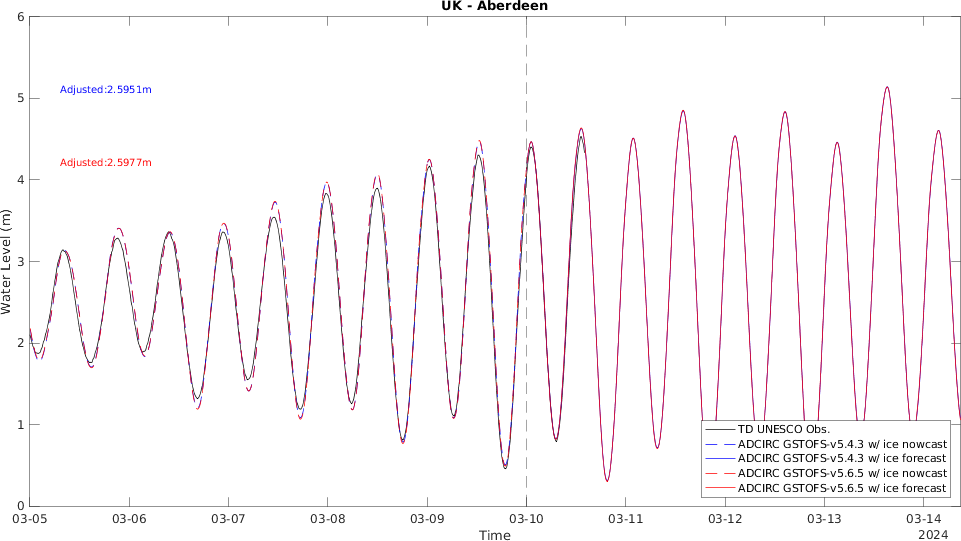 UK - Aberdeen
6
5
4
3
2
1
0
Water Level (m)
Adjusted:2.5951m
Adjusted:2.5977m
TD UNESCO Obs.
ADCIRC GSTOFS-v5.4.3 w/ ice nowcast
ADCIRC GSTOFS-v5.4.3 w/ ice forecast
ADCIRC GSTOFS-v5.6.5 w/ ice nowcast
ADCIRC GSTOFS-v5.6.5 w/ ice forecast
03-05 03-06 03-07 03-08 03-09 03-10 03-11 03-12 03-13 03-14
Time
2024